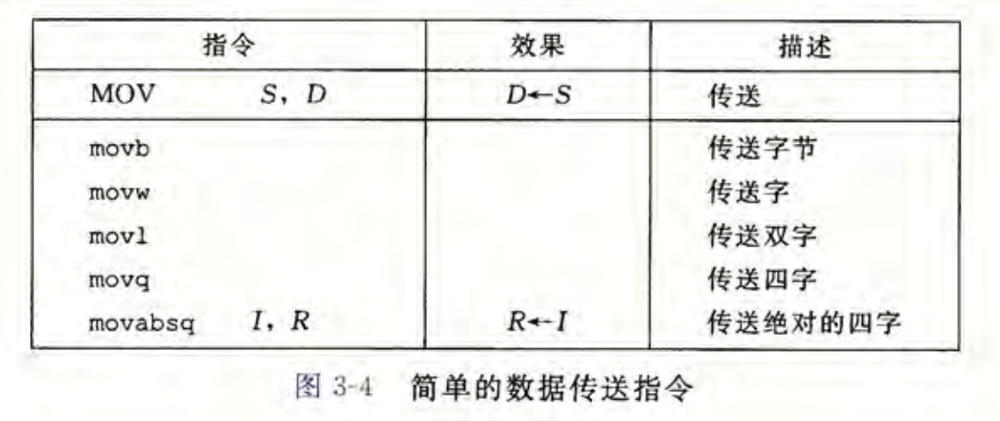 指令 效果 描述
MOV S, D D←S 传送
movb 传送字节
movw 传送字
movl 传送双字
movq 传送四字
movabsq I, R R←I 传送绝对的四字
图 3-4 简单的数据传送指令